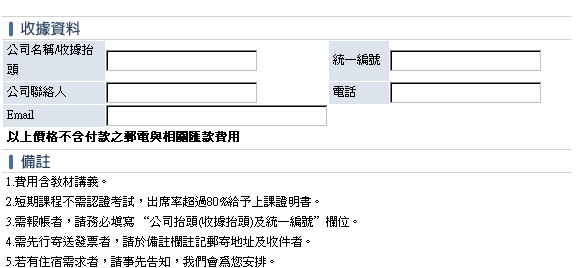 收據資料
公司名稱/收據抬頭
統一編號
公司聯絡人
電話
Email
以上價格不含付款之郵電與相關匯款費用
備註
1.費用含教材講義。
2.短期課程不需認證考試，出席率超過80%給予上課證明書。
3.需報帳者，請務必填寫 “公司抬頭(收據抬頭)及統一編號” 欄位。
4.需先行寄送發票者，請於備註欄註記郵寄地址及收件者。
5.若有住宿需求者，請事先告知，我們會為您安排。